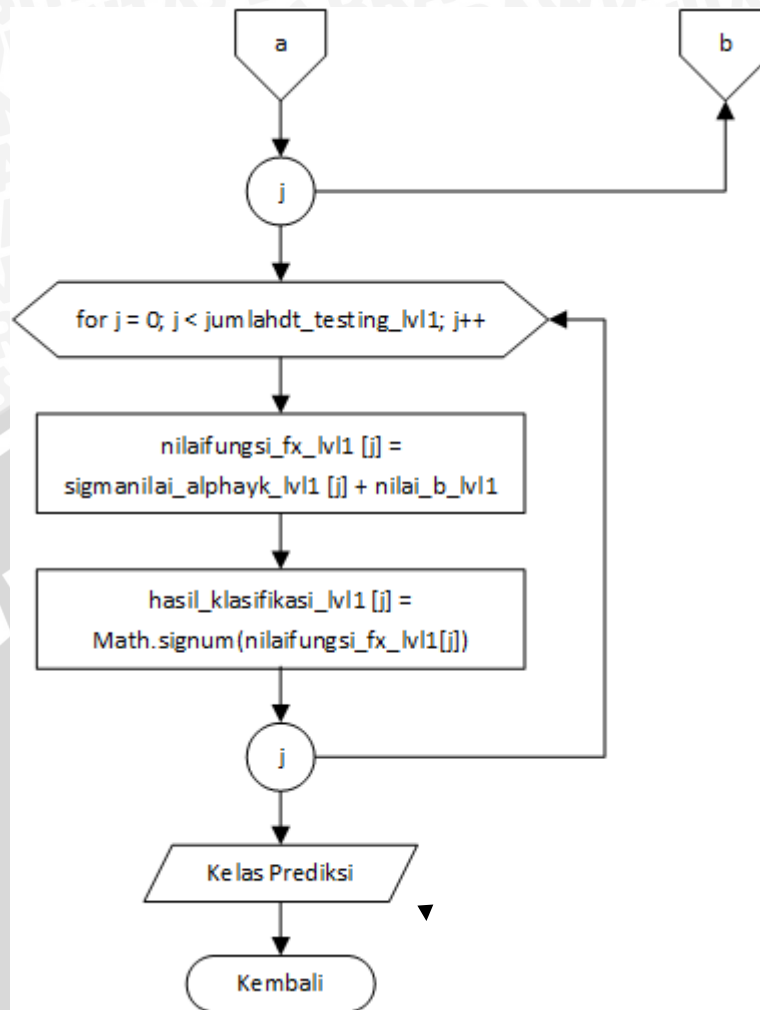 a
b
j
for j = 0; j < jumlahdt_testing_lvl1; j++
nilaifungsi_fx_lvl1 [j] =
sigmanilai_alphayk_lvl1 [j] + nilai_b_lvl1
hasil_klasifikasi_lvl1 [j] =
Math.signum(nilaifungsi_fx_lvl1[j])
j
Kelas Prediksi
Kembali